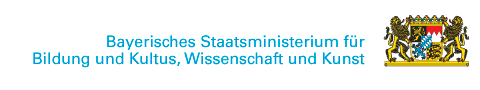 Bayerisches Staatsministerium für
Bildung und Kultus, Wissenschaft und Kunst